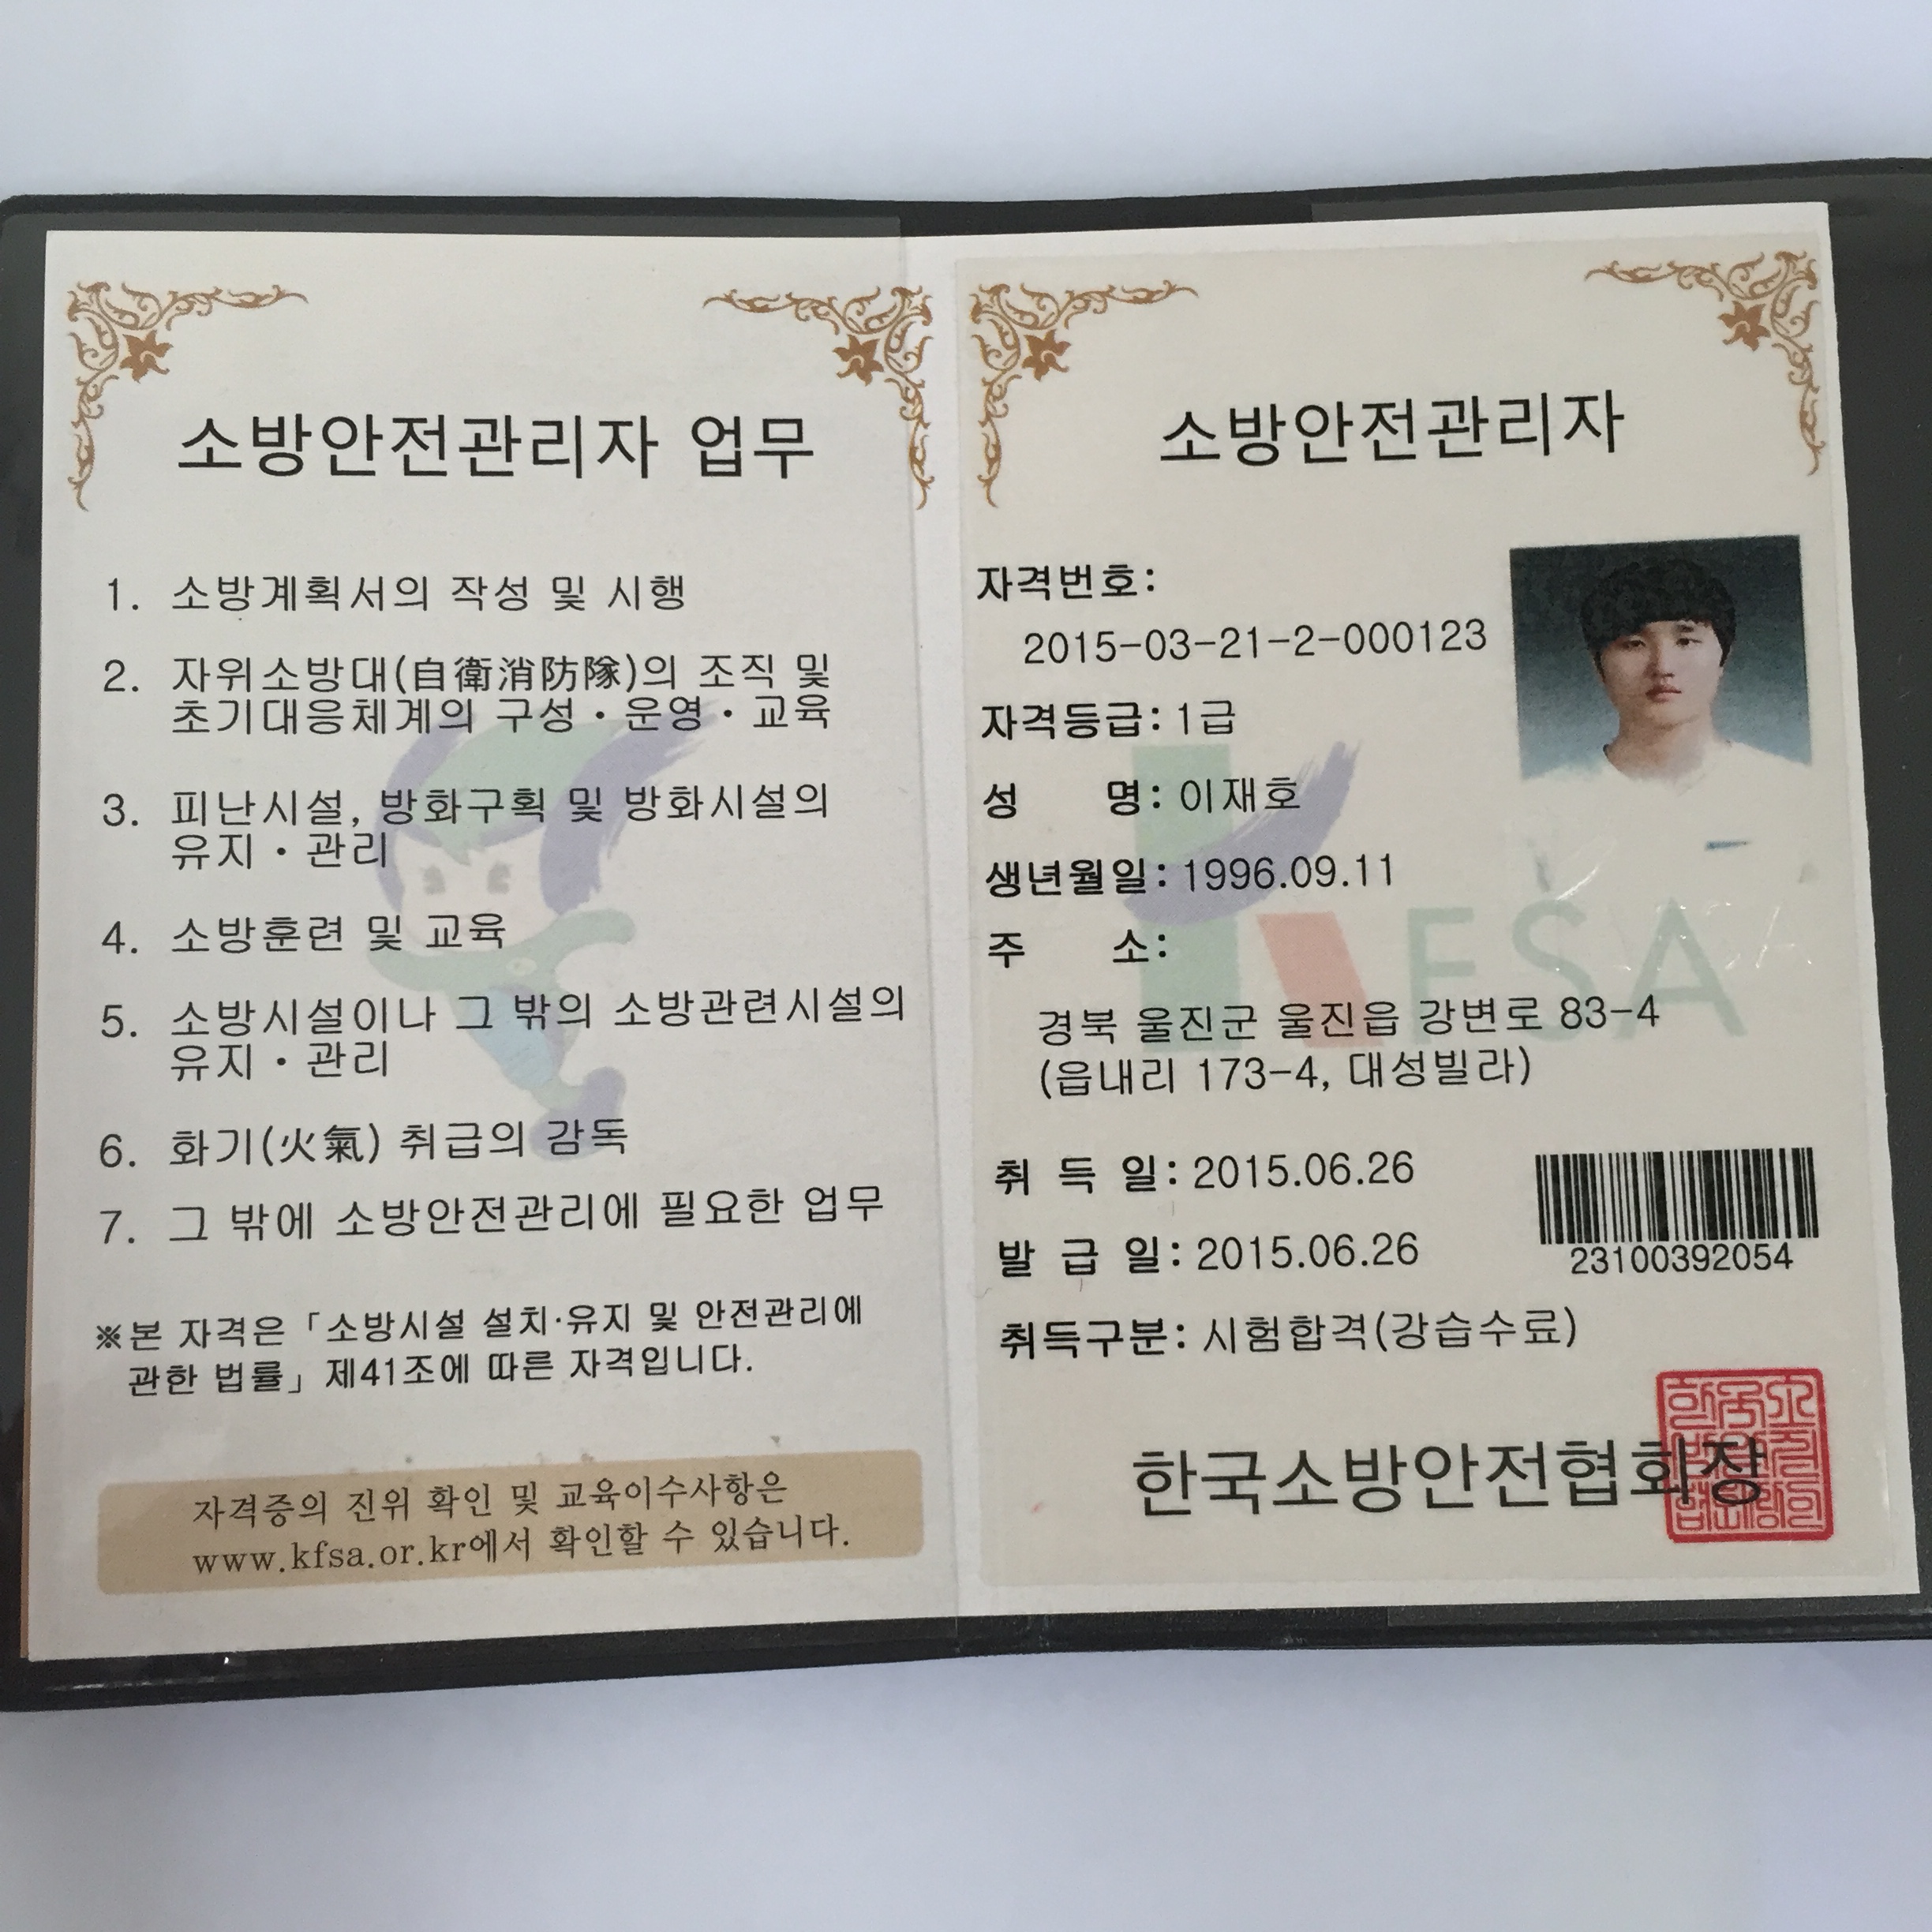 소방안전관리자 업무
1. 소방계획서의 작성 및 시행
2. 자위소방대(自衛消防隊)의 조직 및
초기대응체계의 구성·운영·교육
3. 피난시설, 방화구획 및 방화시설의
유지·관리
4. 소방훈련 및 교육
5. 소방시설이나 그 밖의 소방관련시설의
유지·관리
6. 화기(火氣) 취급의 감독
7. 그 밖에 소방안전관리에 필요한 업무
※본 자격은「소방시설 설치·유지 및 안전관리에
관한 법률」제41조에 따른 자격입니다.
자격증의 진위 확인 및 교육이수사항은
www.kfsa.or.kr에서 확인할 수 있습니다.
소방안전관리자
자격번호:
2015-03-21-2-000123
자격등급: 1급
성 명: 이재호
생년월일: 1996.09.11
주 소:
KFSA
경북 울진군 울진읍 강변로 83-4
(읍내리 173-4, 대성빌라)
취 득 일: 2015.06.26
발 급 일: 2015.06.26
23100392054
취득구분: 시험합격(강습수료)
한국소방안전협회장